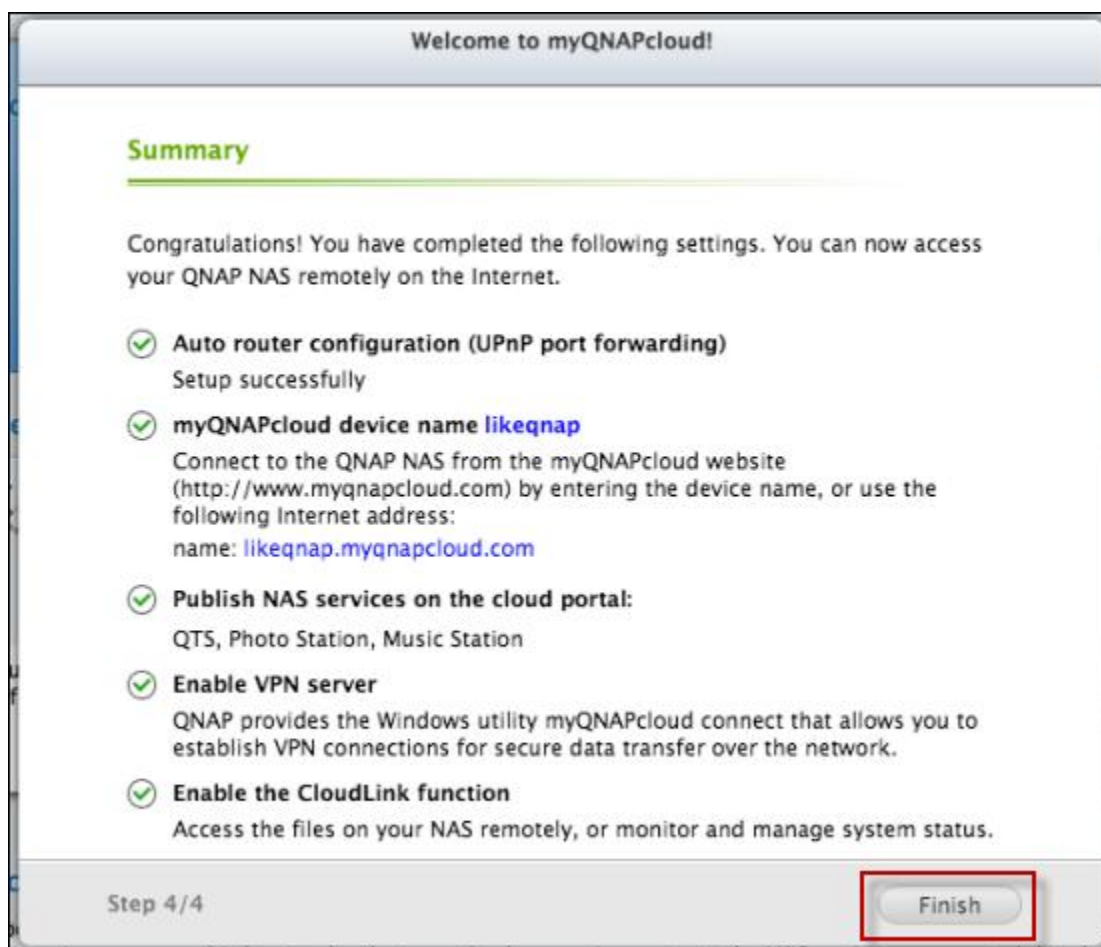 Welcome to myQNAPcloud!
Summary
Congratulations! You have completed the following settings. You can now access
your QNAP NAS remotely on the Internet.
Auto router configuration (UPnP port forwarding)
Setup successfully
myQNAPcloud device name likeqnap
Connect to the QNAP NAS from the myQNAPcloud website
(http://www.myqnapcloud.com) by entering the device name, or use the
following Internet address:
name: likeqnap.myqnapcloud.com
Publish NAS services on the cloud portal:
QTS, Photo Station, Music Station
Enable VPN server
QNAP provides the Windows utility myQNAPcloud connect that allows you to
establish VPN connections for secure data transfer over the network.
Enable the CloudLink function
Access the files on your NAS remotely, or monitor and manage system status.
Step 4/4
Finish